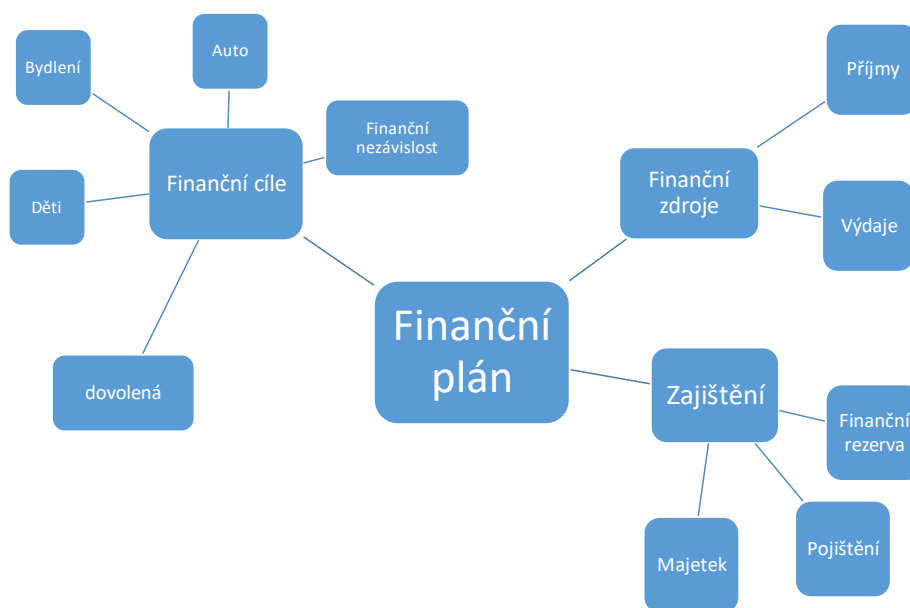 Auto
Bydlení
Finanční
nezávislost
Finanční cíle
Děti
dovolená
Finanční
plán
Příjmy
Finanční
zdroje
Výdaje
Zajištění
Finanční
rezerva
Pojištění
Majetek